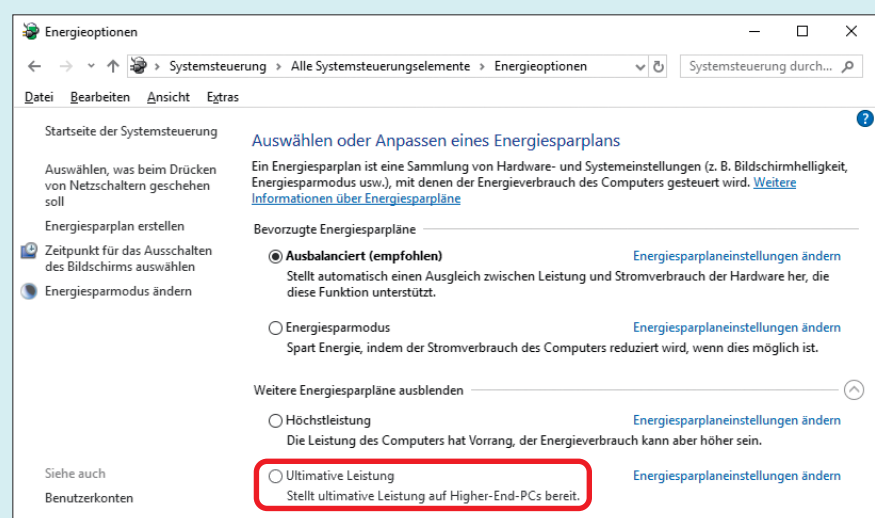 Energieoptionen
Systemsteuerung > Alle Systemsteuerungselemente > Energieoptionen
Systemsteuerung durch...
Datei Bearbeiten Ansicht Extras
Startseite der Systemsteuerung
Auswählen, was beim Drücken
von Netzschaltern geschehen
soll
Energiesparplan erstellen
Zeitpunkt für das Ausschalten
des Bildschirms auswählen
Energiesparmodus ändern
Siehe auch
Benutzerkonten
?
Auswählen oder Anpassen eines Energiesparplans
Ein Energiesparplan ist eine Sammlung von Hardware- und Systemeinstellungen (z. B. Bildschirmhelligkeit,
Energiesparmodus usw.), mit denen der Energieverbrauch des Computers gesteuert wird. Weitere
Informationen über Energiesparpläne
Bevorzugte Energiesparpläne
Ausbalanciert (empfohlen) Energiesparplaneinstellungen ändern
Stellt automatisch einen Ausgleich zwischen Leistung und Stromverbrauch der Hardware her, die
diese Funktion unterstützt.
Energiesparmodus Energiesparplaneinstellungen ändern
Spart Energie, indem der Stromverbrauch des Computers reduziert wird, wenn dies möglich ist.
Weitere Energiesparpläne ausblenden
Höchstleistung Energiesparplaneinstellungen ändern
Die Leistung des Computers hat Vorrang, der Energieverbrauch kann aber höher sein.
Ultimative Leistung Energiesparplaneinstellungen ändern
Stellt ultimative Leistung auf Higher-End-PCs bereit.